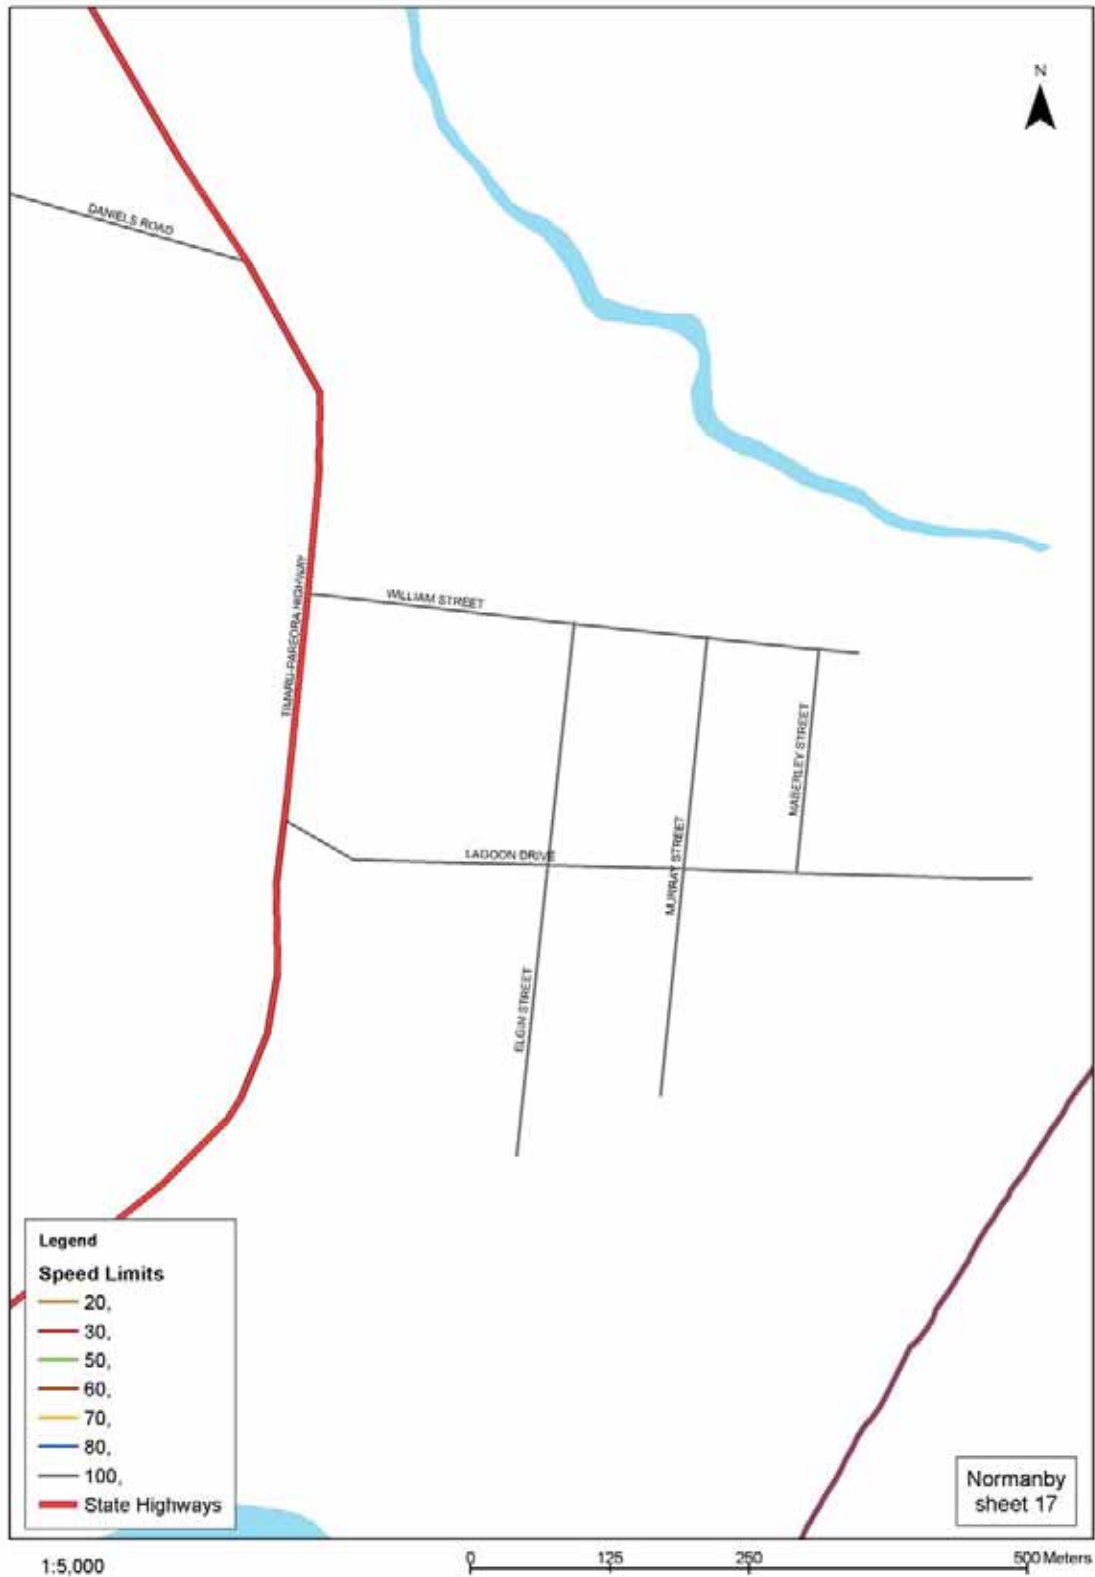 N
DANIELS ROAD
TIMARU-PAREORA HIGHWAY
WILLIAM STREET
MABERLEY STREET
MURRAY STREET
LAGOON DRIVE
ELGIN STREET
Legend
Speed Limits
20,
30,
50,
60,
70,
80,
100,
State Highways
Normanby
sheet 17
1:5,000
0 125 250 500 Meters